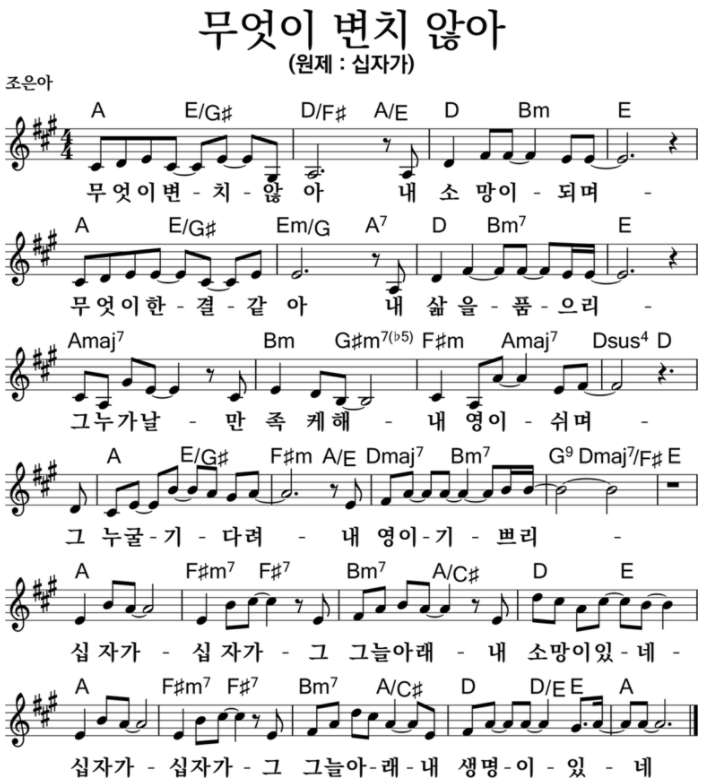 무엇이 변치 않아
(원제 : 십자가)
조은아
A E/G♯ D/F♯ A/E D Bm E
4/4
무 엇 이 변 - 치 - 않 아 내 소 망 이 - 되 며 -
A E/G♯ Em/G A7 D Bm7 E
무 엇 이 한 - 결 - 같 아 내 삶 을 - 품 - 으 리 -
Amaj7 Bm G♯m7(♭5) F♯m Amaj7 Dsus4 D
그 누 가 날 - 만 족 케 해 - 내 영 이 - 쉬 며 -
A E/G♯ F♯m A/E Dmaj7 Bm7 G9 Dmaj7/F♯ E
그 누 굴 - 기 - 다 려 - 내 영 이 - 기 - 쁘 리 -
A F♯m7 F♯7 Bm7 A/C♯ D E
십 자 가 - 십 자 가 - 그 그 늘 아 래 - 내 소 망 이 있 - 네 -
A F♯m7 F♯7 Bm7 A/C♯ D D/E E A
십 자 가 - 십 자 가 - 그 그 늘 아 - 래 - 내 생 명 - 이 - 있 - 네